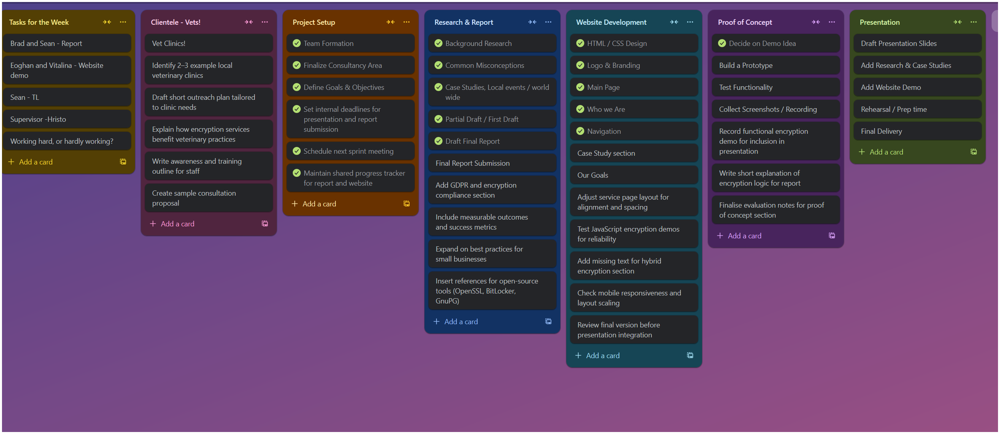 Tasks for the Week
Brad and Sean - Report
Eoghan and Vitalina - Website
demo
Sean - TL
Supervisor -Hristo
Working hard, or hardly working?
Add a card
Clientele - Vets!
Vet Clinics!
Identify 2–3 example local
veterinary clinics
Draft short outreach plan tailored
to clinic needs
Explain how encryption services
benefit veterinary practices
Write awareness and training
outline for staff
Create sample consultation
proposal
Add a card
Project Setup
Team Formation
Finalize Consultancy Area
Define Goals & Objectives
Set internal deadlines for
presentation and report
submission
Schedule next sprint meeting
Maintain shared progress tracker
for report and website
Add a card
Research & Report
Background Research
Common Misconceptions
Case Studies, Local events / world
wide
Partial Draft / First Draft
Draft Final Report
Final Report Submission
Add GDPR and encryption
compliance section
Include measurable outcomes
and success metrics
Expand on best practices for
small businesses
Insert references for open-source
tools (OpenSSL, BitLocker,
GnuPG)
Add a card
Website Development
HTML / CSS Design
Logo & Branding
Main Page
Who we Are
Navigation
Case Study section
Our Goals
Adjust service page layout for
alignment and spacing
Test JavaScript encryption demos
for reliability
Add missing text for hybrid
encryption section
Check mobile responsiveness and
layout scaling
Review final version before
presentation integration
Add a card
Proof of Concept
Decide on Demo Idea
Build a Prototype
Test Functionality
Collect Screenshots / Recording
Record functional encryption
demo for inclusion in
presentation
Write short explanation of
encryption logic for report
Finalise evaluation notes for proof
of concept section
Add a card
Presentation
Draft Presentation Slides
Add Research & Case Studies
Add Website Demo
Rehearsal / Prep time
Final Delivery
Add a card